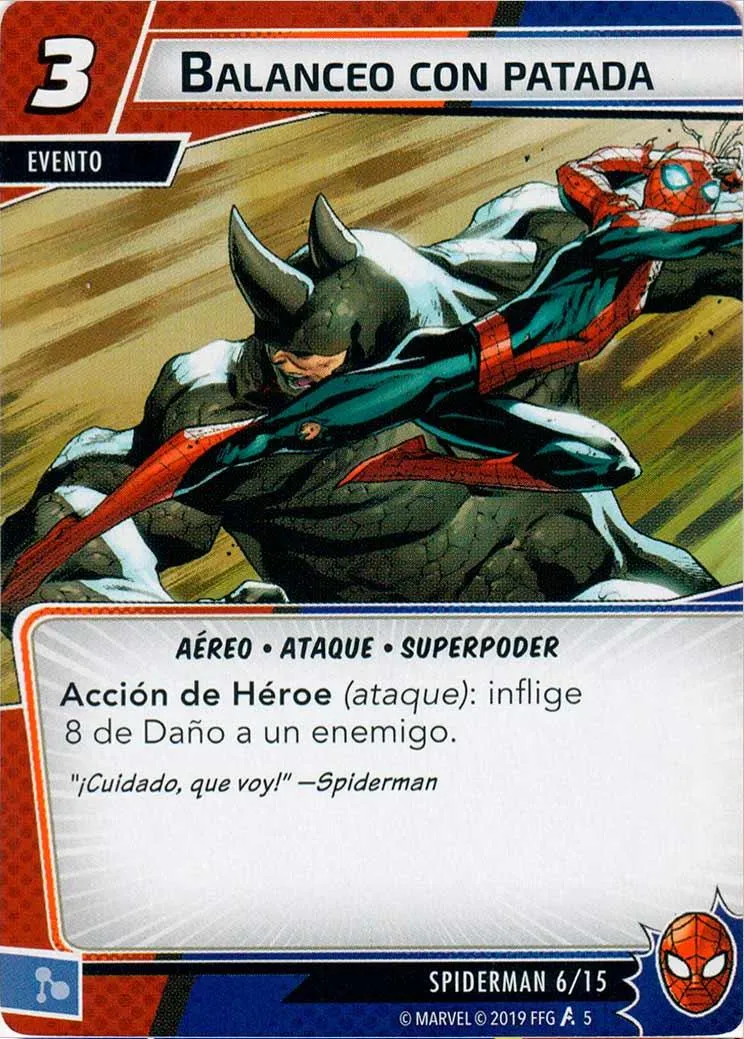 3
BALANCEO CON PATADA
EVENTO
AÉREO • ATAQUE • SUPERPODER
Acción de Héroe (ataque): inflige
8 de Daño a un enemigo.
"¡Cuidado, que voy!" —Spiderman
SPIDERMAN 6/15
© MARVEL © 2019 FFG 5